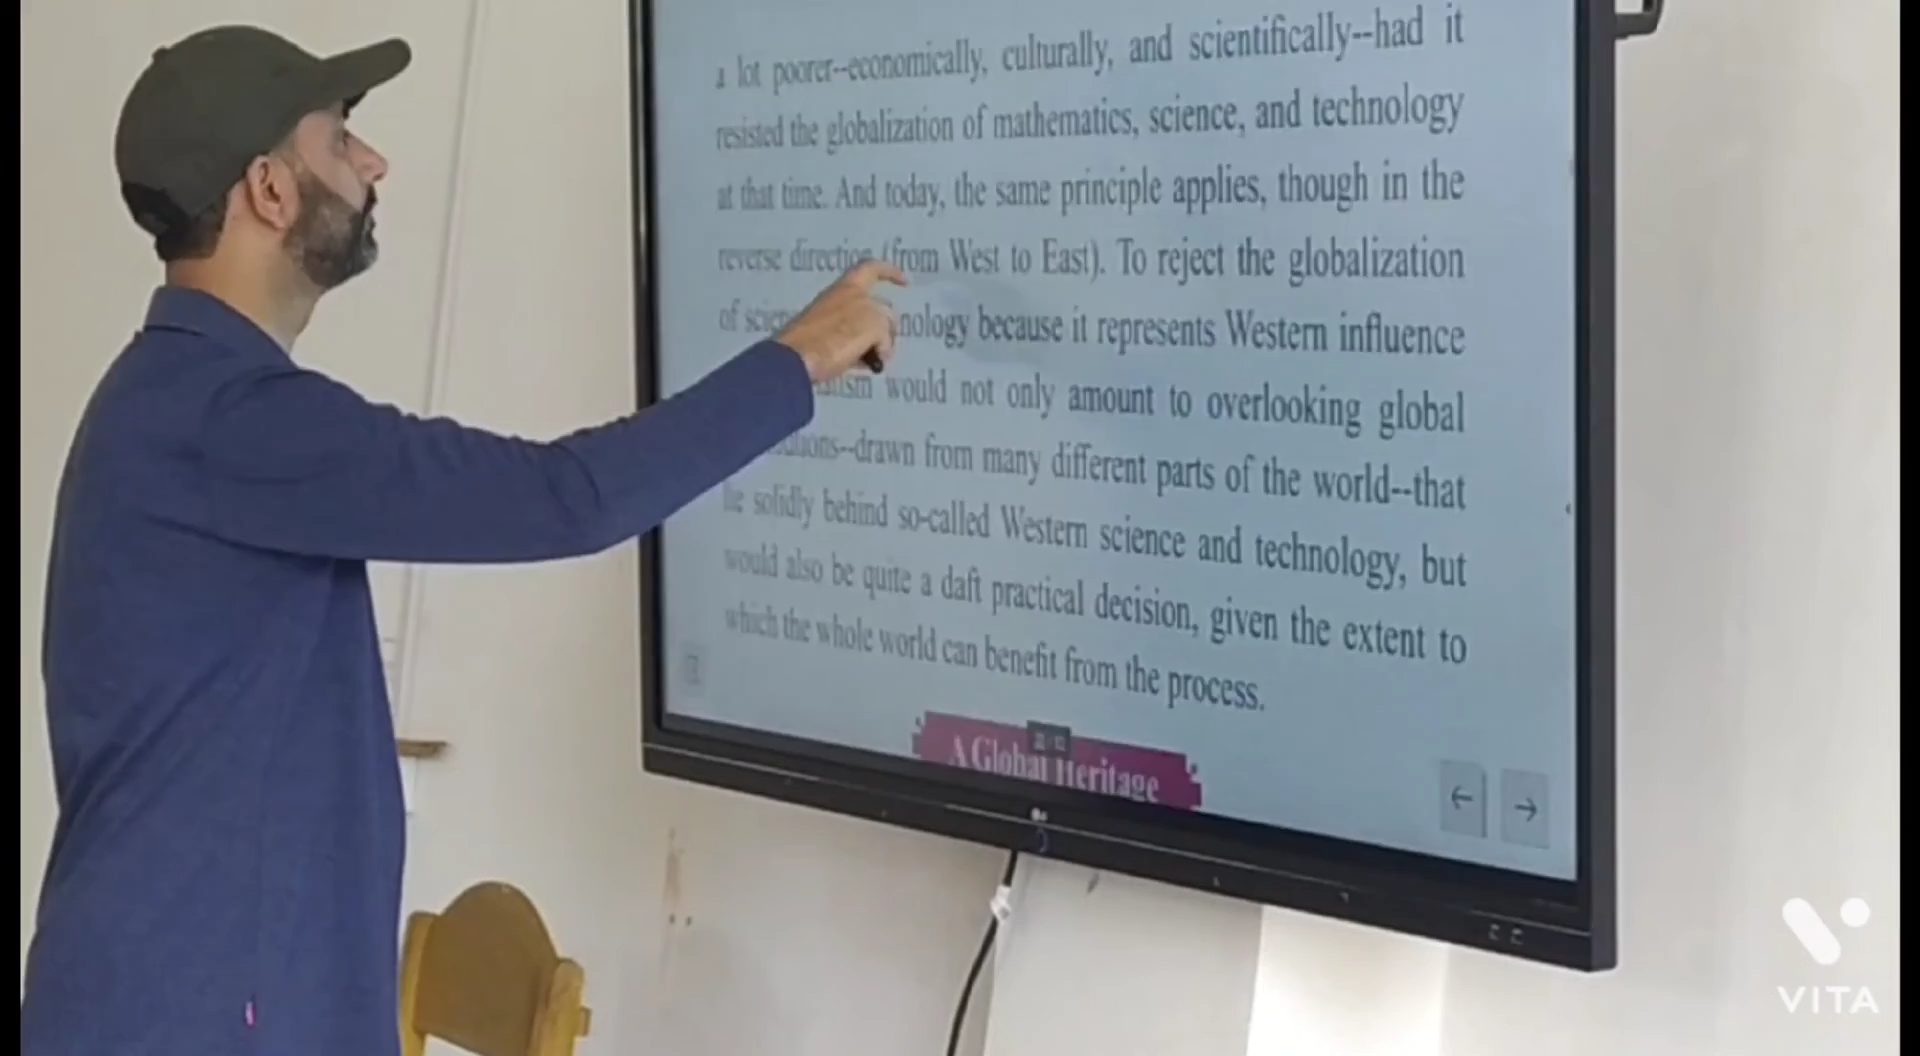 a lot poorer--economically, culturally, and scientifically--had it
resisted the globalization of mathematics, science, and technology
at that time. And today, the same principle applies, though in the
reverse direction (from West to East). To reject the globalization
of nology because it represents Western influence
would not only amount to overlooking global
--drawn from many different parts of the world--that
lie solidly behind so-called Western science and technology, but
would also be quite a daft practical decision, given the extent to
which the whole world can benefit from the process.
A Global Heritage
VITA